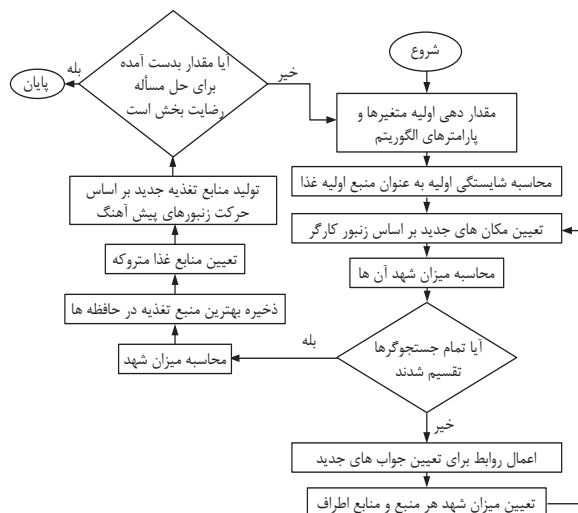 شروع
مقدار دهی اولیه متغیرها و
پارامترهای الگوریتم
محاسبه شایستگی اولیه به عنوان منبع اولیه غذا
تعیین مکان های جدید بر اساس زنبور کارگر
محاسبه میزان شهد آن ها
آیا تمام جستجوگرها
تقسیم شدند
خیر
اعمال روابط برای تعیین جواب های جدید
تعیین میزان شهد هر منبع و منابع اطراف
بله
محاسبه میزان شهد
ذخیره بهترین منبع تغذیه در حافظه ها
تعیین منابع غذا متروکه
تولید منابع تغذیه جدید بر اساس
حرکت زنبورهای پیش آهنگ
آیا مقدار بدست آمده
برای حل مسأله
رضایت بخش است
خیر
بله
پایان